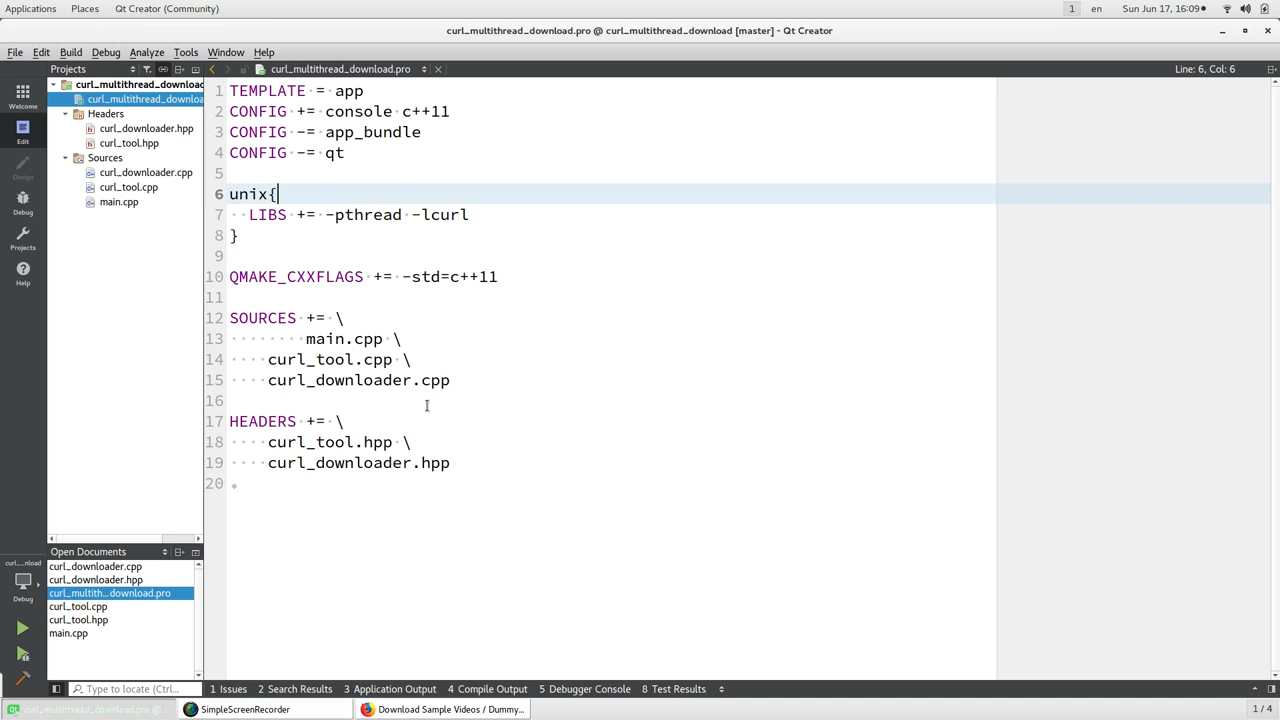 Applications Places Qt Creator (Community) 1 en Sun Jun 17, 16:09
curl_multithread_download.pro @ curl_multithread_download [master] - Qt Creator
File Edit Build Debug Analyze Tools Window Help
Projects curl_multithread_download.pro Line: 6, Col: 6
Welcome
Edit
Design
Debug
Projects
Help
curl_multithread_download
curl_multithread_downloa
Headers
curl_downloader.hpp
curl_tool.hpp
Sources
curl_downloader.cpp
curl_tool.cpp
main.cpp
1 TEMPLATE = app
2 CONFIG += console c++11
3 CONFIG -= app_bundle
4 CONFIG -= qt
5
6 unix{
7 LIBS += -pthread -lcurl
8 }
9
10 QMAKE_CXXFLAGS += -std=c++11
11
12 SOURCES += \
13 main.cpp \
14 curl_tool.cpp \
15 curl_downloader.cpp
16
17 HEADERS += \
18 curl_tool.hpp \
19 curl_downloader.hpp
20
Open Documents
curl_downloader.cpp
curl_downloader.hpp
curl_multith...download.pro
curl_tool.cpp
curl_tool.hpp
main.cpp
curl_...nload
Debug
Type to locate (Ctrl... 1 Issues 2 Search Results 3 Application Output 4 Compile Output 5 Debugger Console 8 Test Results
curl_multithread_download.pro @ SimpleScreenRecorder Download Sample Videos / Dummy... 1 / 4